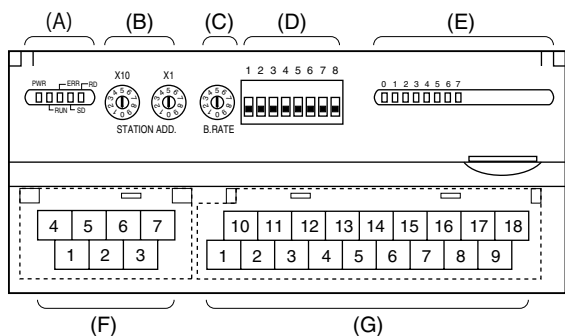 (A) (B) (C) (D) (E)
X10 X1 1 2 3 4 5 6 7 8
PWR ERR RD 0 1 2 3 4 5 6 7
RUN SD STATION ADD. B.RATE
4 5 6 7 10 11 12 13 14 15 16 17 18
1 2 3 1 2 3 4 5 6 7 8 9
(F) (G)